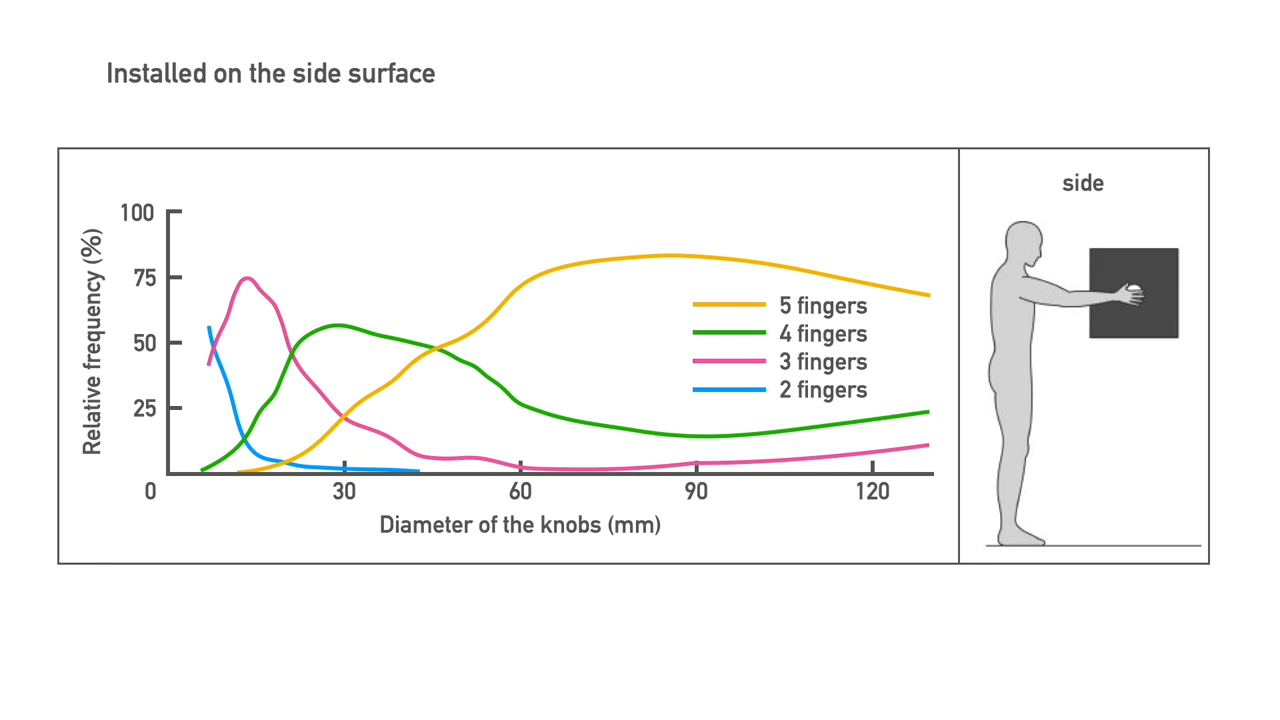 Installed on the side surface
side
Relative frequency (%)
100
75
50
25
0
30
60
90
120
Diameter of the knobs (mm)
5 fingers
4 fingers
3 fingers
2 fingers